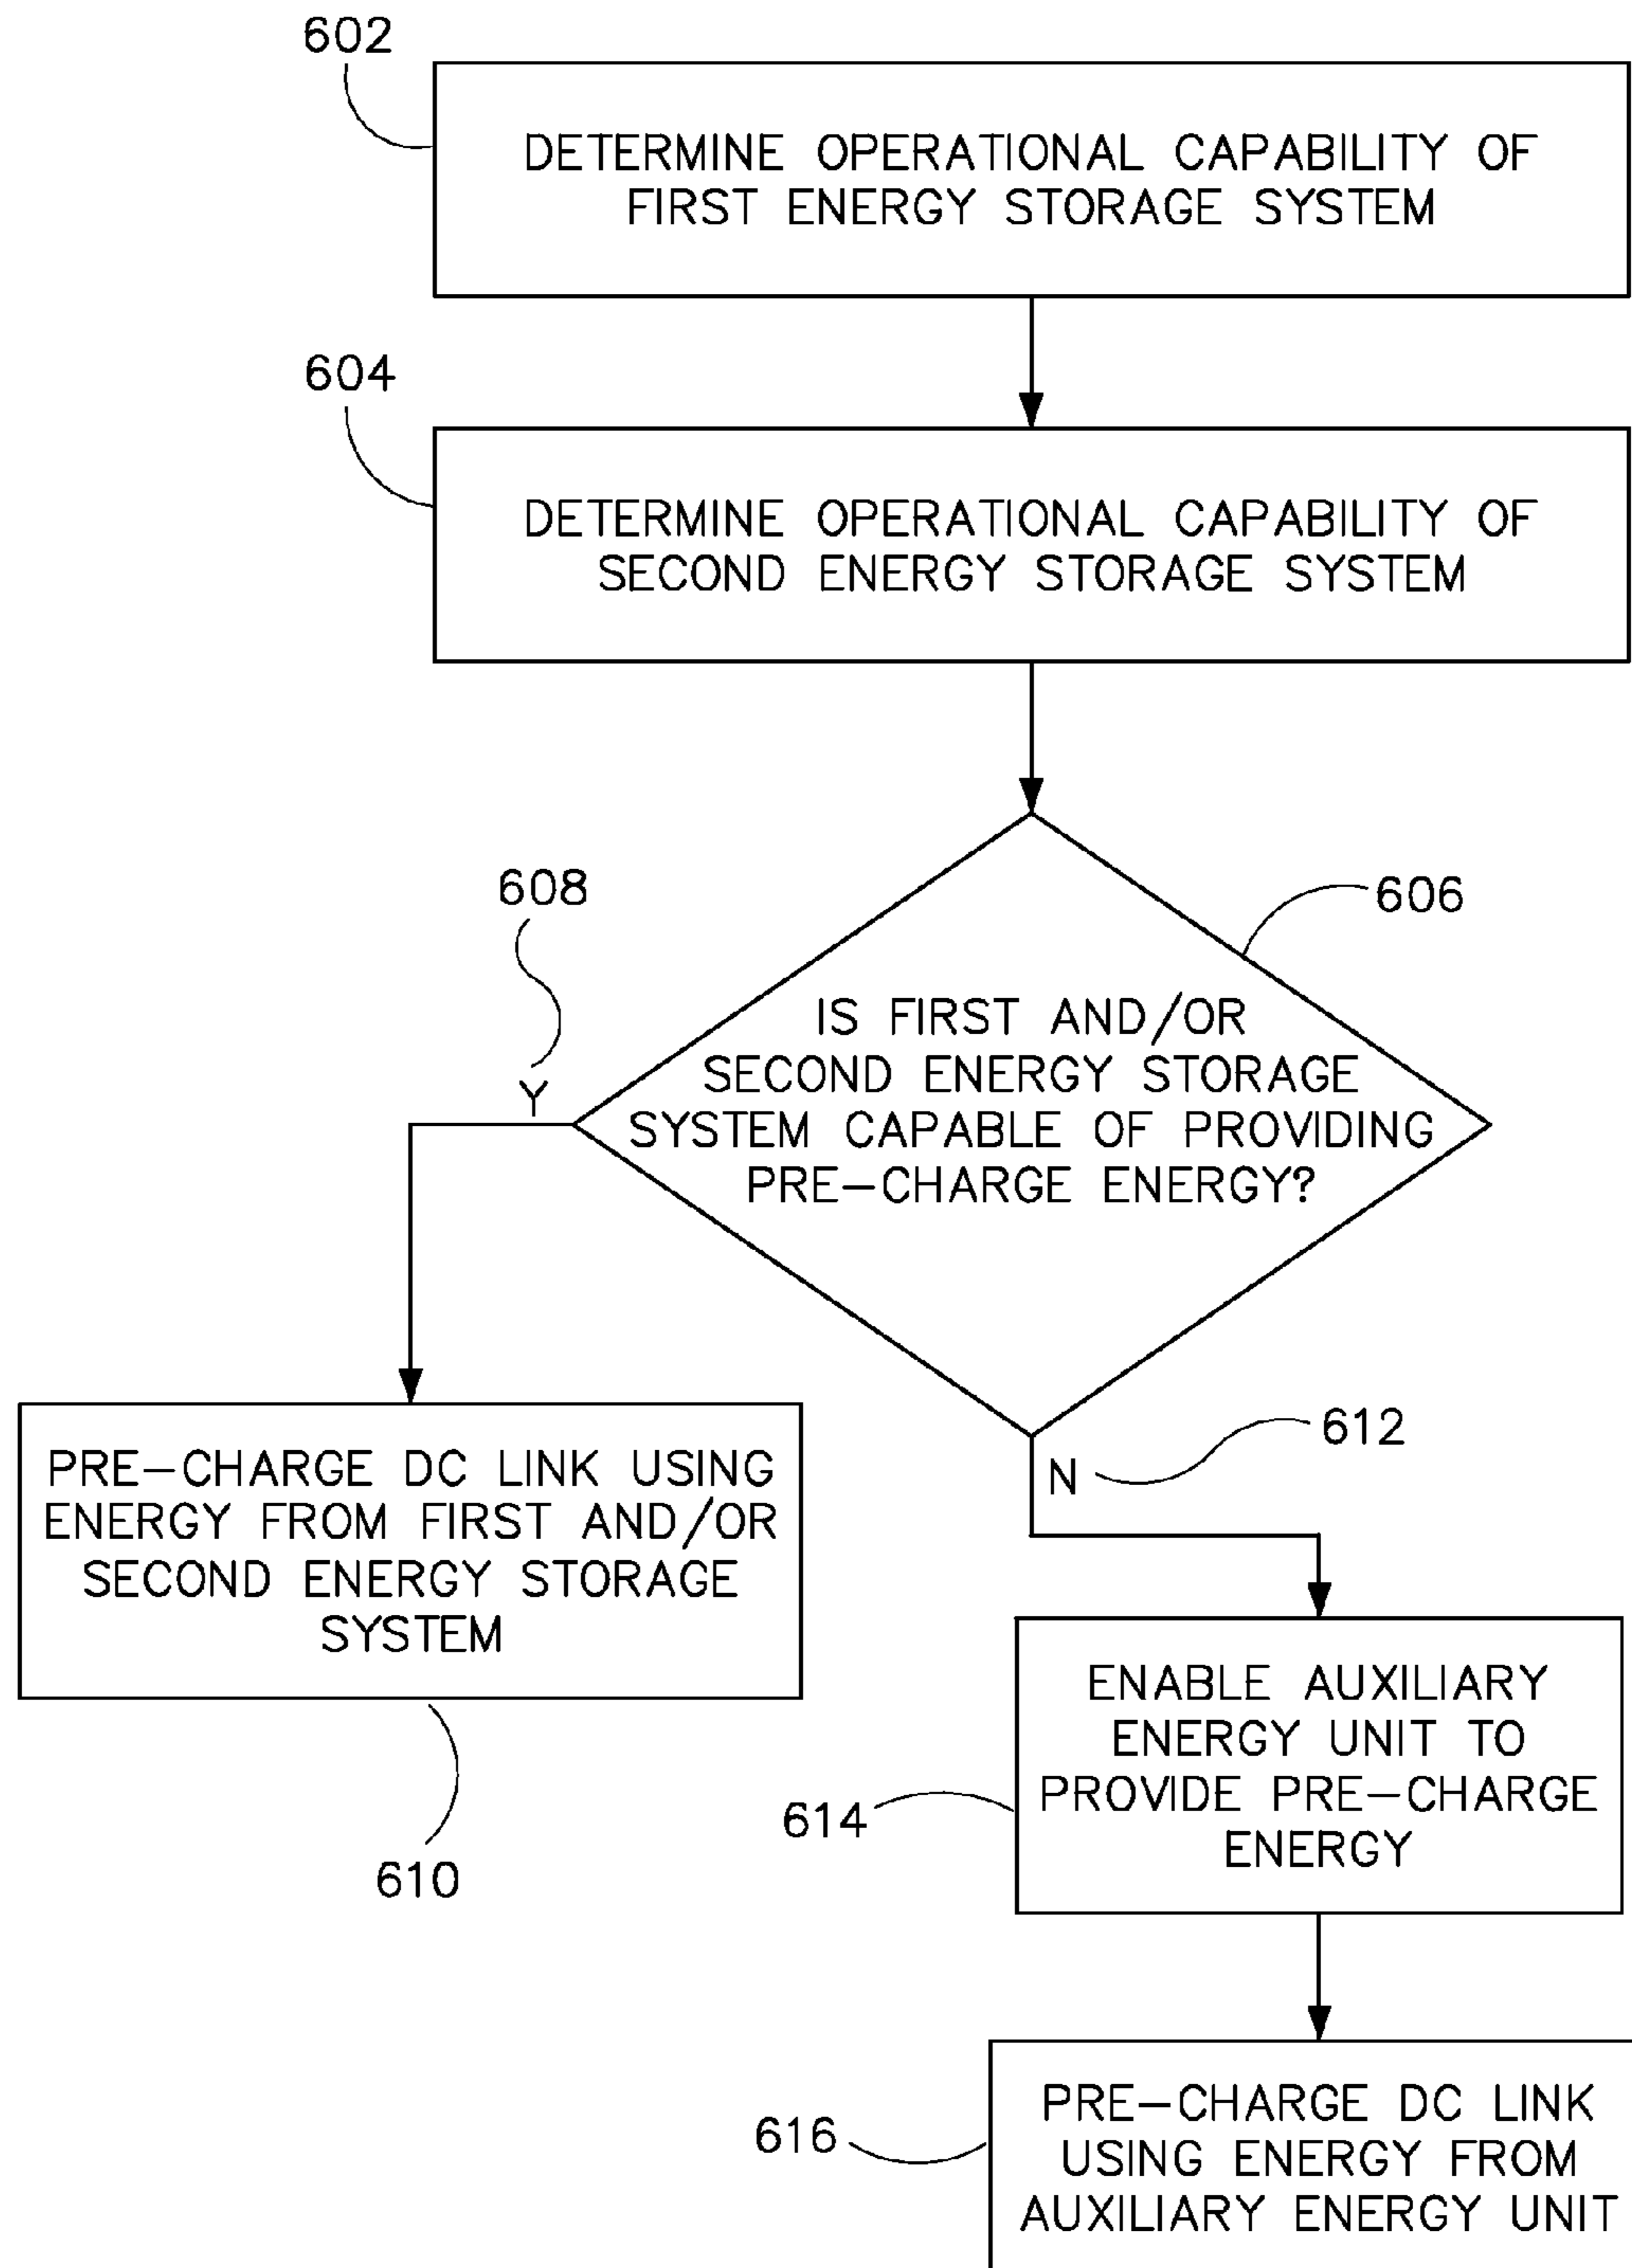 602
DETERMINE OPERATIONAL CAPABILITY OF
FIRST ENERGY STORAGE SYSTEM
604
DETERMINE OPERATIONAL CAPABILITY OF
SECOND ENERGY STORAGE SYSTEM
606
IS FIRST AND/OR
SECOND ENERGY STORAGE
SYSTEM CAPABLE OF PROVIDING
PRE-CHARGE ENERGY?
608
Y
PRE-CHARGE DC LINK USING
ENERGY FROM FIRST AND/OR
SECOND ENERGY STORAGE
SYSTEM
610
612
N
ENABLE AUXILIARY
ENERGY UNIT TO
PROVIDE PRE-CHARGE
ENERGY
614
PRE-CHARGE DC LINK
USING ENERGY FROM
AUXILIARY ENERGY UNIT
616